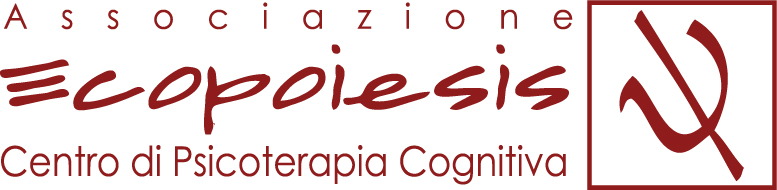 Associazione
Ecopoiesis
Centro di Psicoterapia Cognitiva